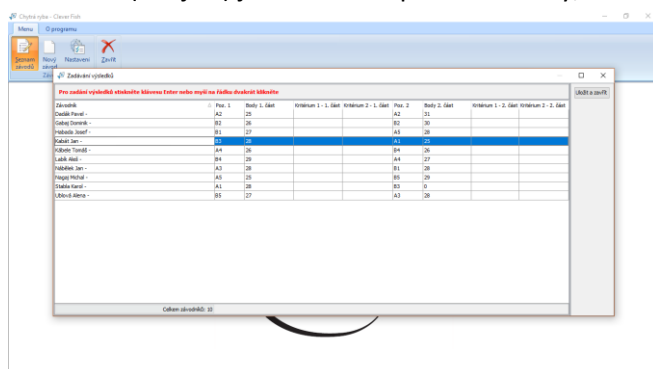 Chytrá ryba - Clever Fish
Menu O programu
Seznam závodů Nový závod Nastavení Zavřít
Zadávání výsledků
Pro zadání výsledků stiskněte klávesu Enter nebo myší na řádku dvakrát klikněte
Uložit a zavřít
Závodník Poz. 1 Body 1. část Kritérium 1 - 1. část Kritérium 2 - 1. část Poz. 2 Body 2. část Kritérium 1 - 2. část Kritérium 2 - 2. část
Dadák Pavel - A2 25 A2 31
Gabaj Dominik - B2 26 B2 30
Habada Josef - B1 27 A5 28
Kabát Jan - B3 28 A1 25
Kábele Tomáš - A4 26 B4 26
Labík Aleš - B4 29 A4 27
Nábělek Jan - A3 28 B1 28
Nagaj Michal - A5 25 B5 29
Stalda Karol - A1 28 B3 0
Ublová Alena - B5 27 A3 28
Celkem závodníků: 10